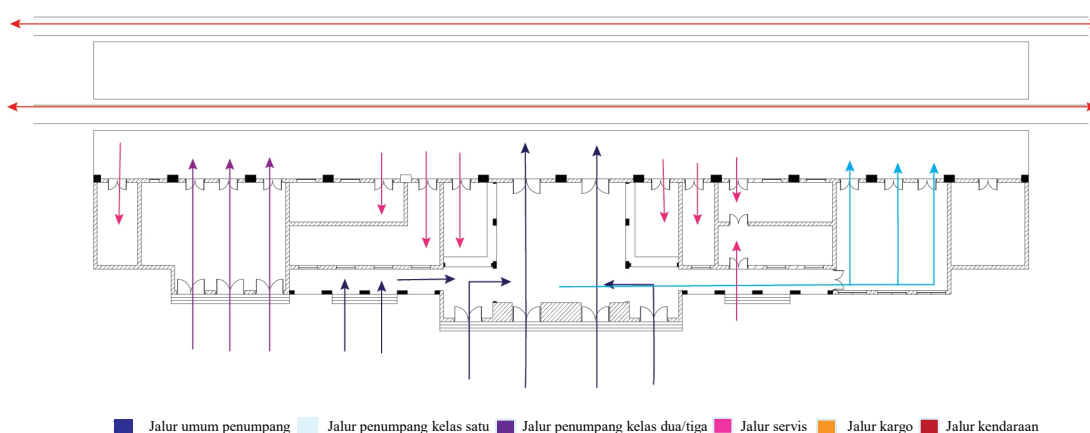 Jalur umum penumpang Jalur penumpang kelas satu Jalur penumpang kelas dua/tiga Jalur servis Jalur kargo Jalur kendaraan